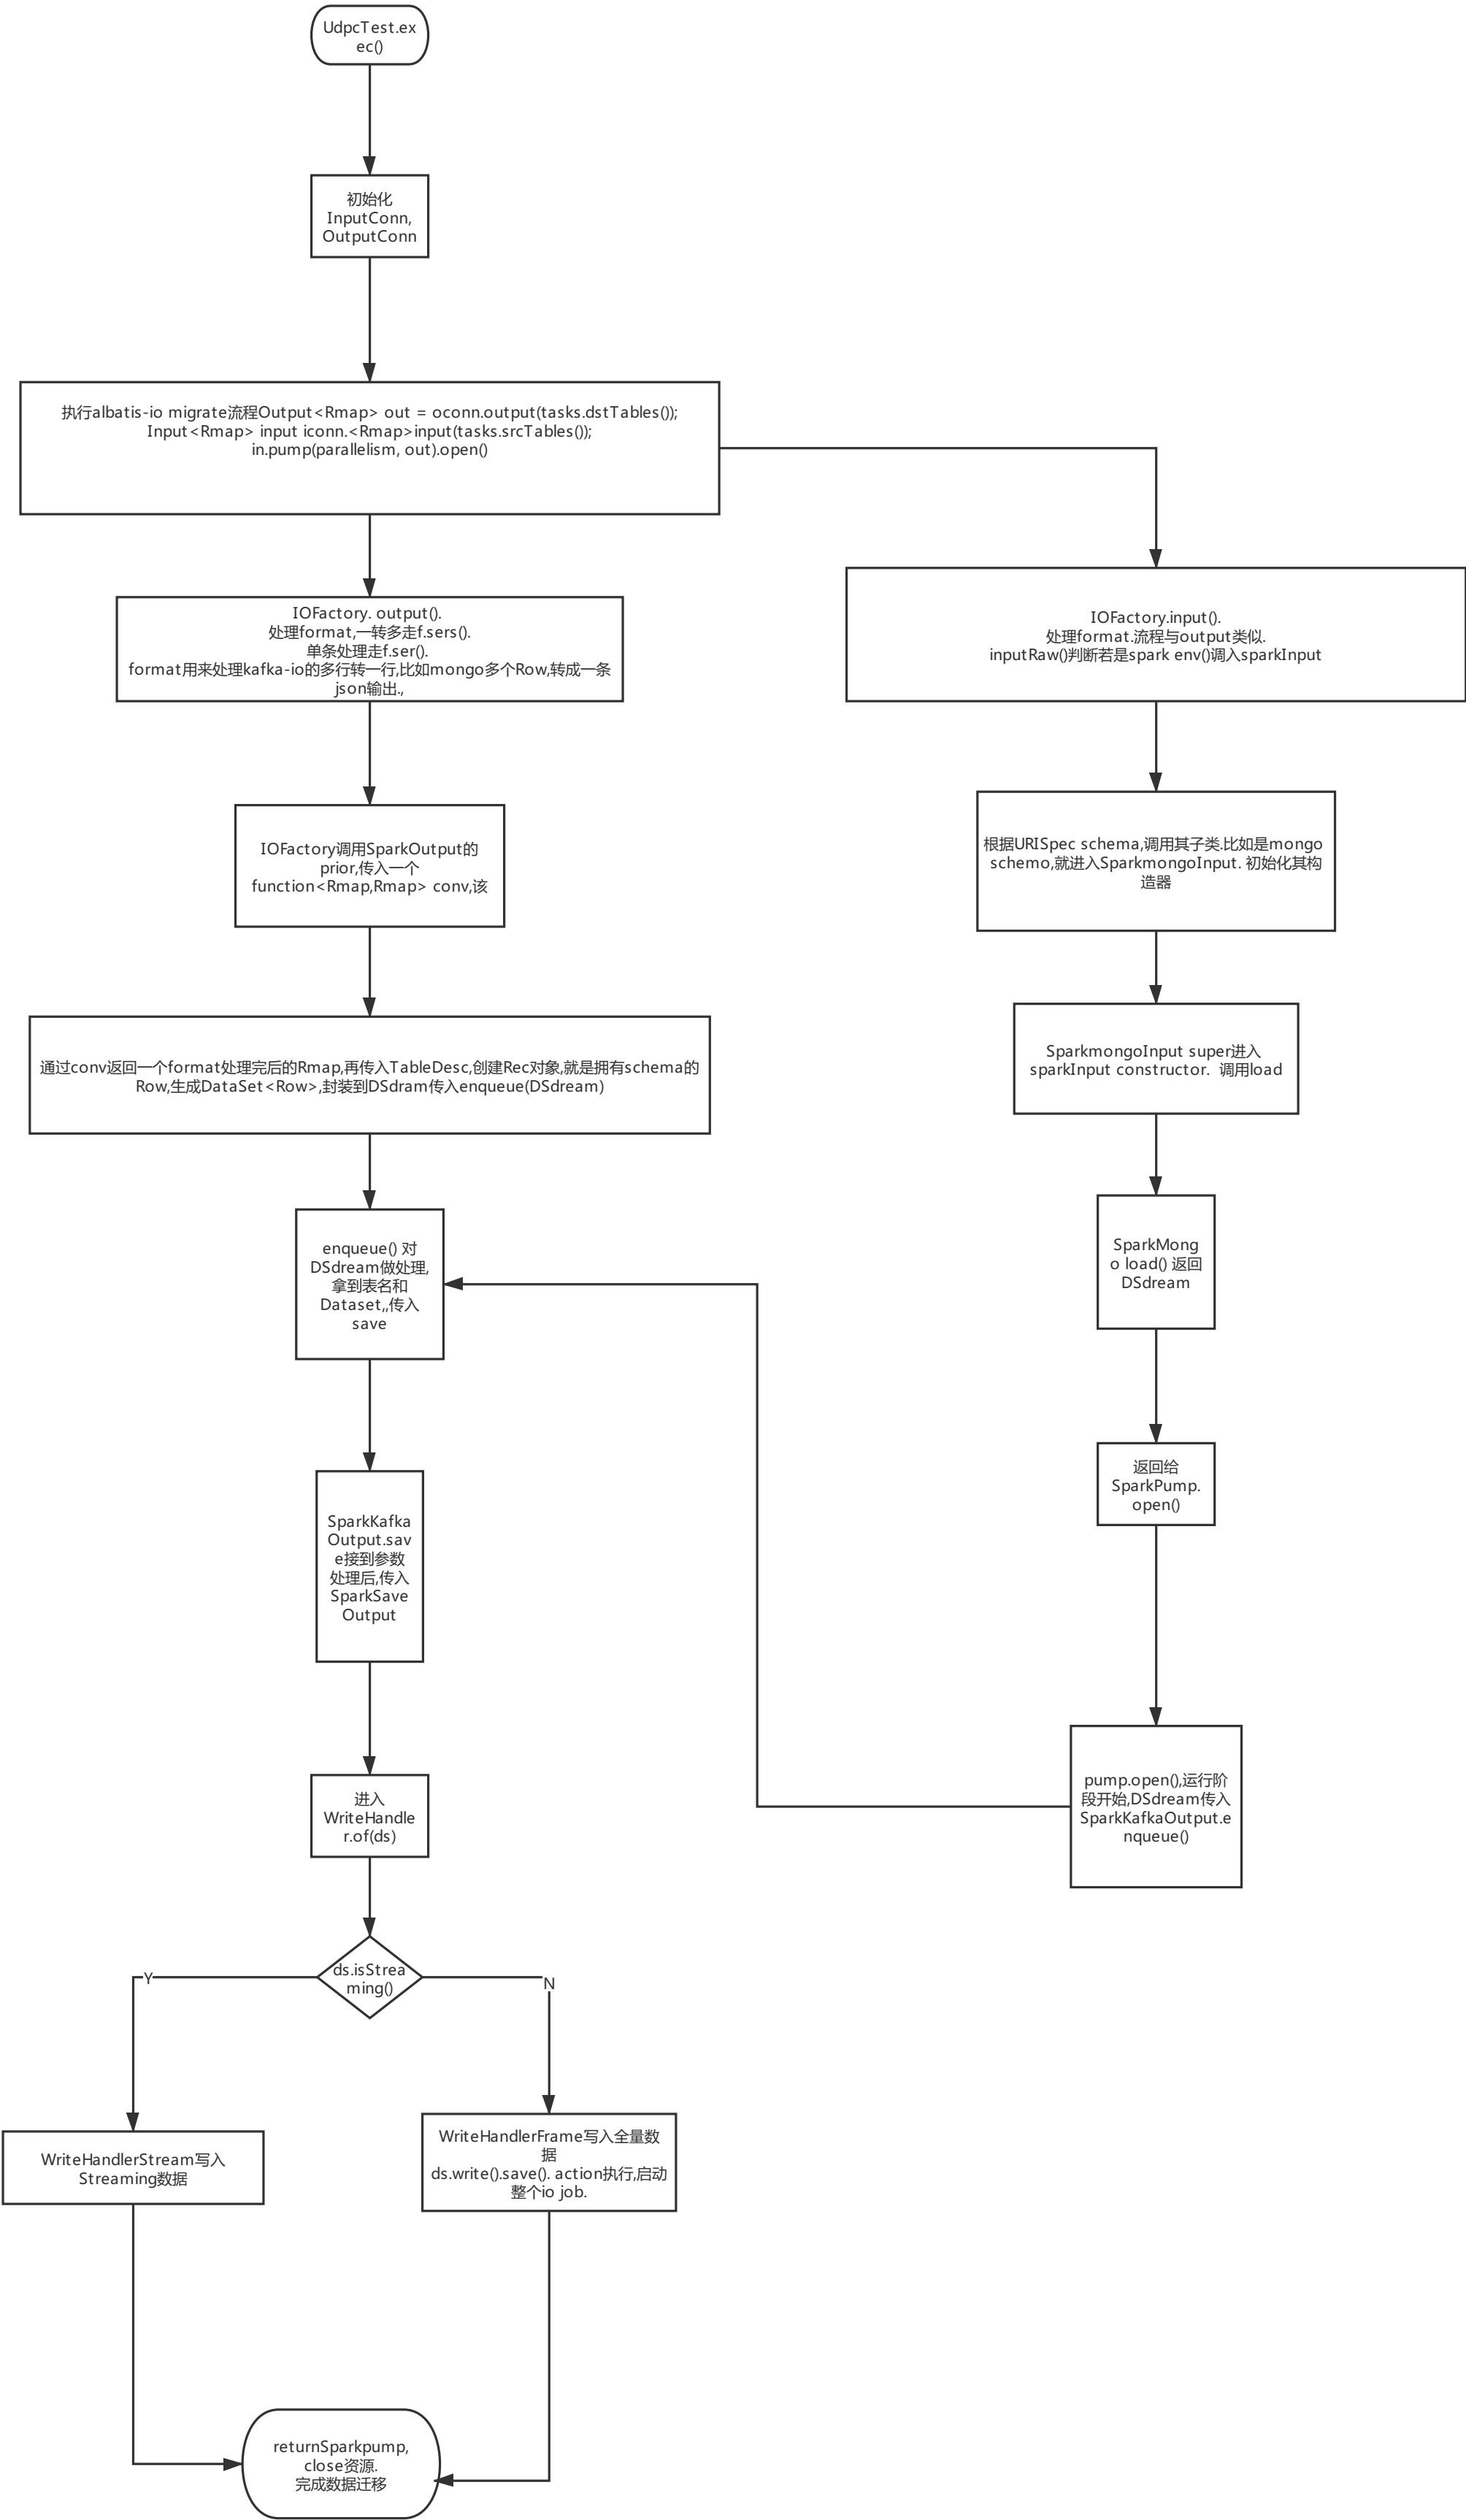 UdpcTest.ex
ec()
初始化
InputConn,
OutputConn
执行albatis-io migrate流程Output<Rmap> out = oconn.output(tasks.dstTables());
Input<Rmap> input iconn.<Rmap>input(tasks.srcTables());
in.pump(parallelism, out).open()
IOFactory. output().
处理format,一转多走f.sers().
单条处理走f.ser().
format用来处理kafka-io的多行转一行,比如mongo多个Row,转成一条
json输出.,
IOFactory.input().
处理format.流程与output类似.
inputRaw()判断若是spark env()调入sparkInput
IOFactory调用SparkOutput的
prior,传入一个
function<Rmap,Rmap> conv,该
根据URISpec schema,调用其子类.比如是mongo
schemo,就进入SparkmongoInput. 初始化其构
造器
通过conv返回一个format处理完后的Rmap,再传入TableDesc,创建Rec对象,就是拥有schema的
Row,生成DataSet<Row>,封装到DSdram传入enqueue(DSdream)
SparkmongoInput super进入
sparkInput constructor.  调用load
enqueue() 对
DSdream做处理,
拿到表名和
Dataset,,传入
save
SparkMong
o load() 返回
DSdream
返回给
SparkPump.
open()
SparkKafka
Output.sav
e接到参数
处理后,传入
SparkSave
Output
pump.open(),运行阶
段开始,DSdream传入
SparkKafkaOutput.e
nqueue()
进入
WriteHandle
r.of(ds)
ds.isStrea
ming()
Y
N
WriteHandlerStream写入
Streaming数据
WriteHandlerFrame写入全量数
据
ds.write().save(). action执行,启动
整个io job.
returnSparkpump,
close资源.
完成数据迁移